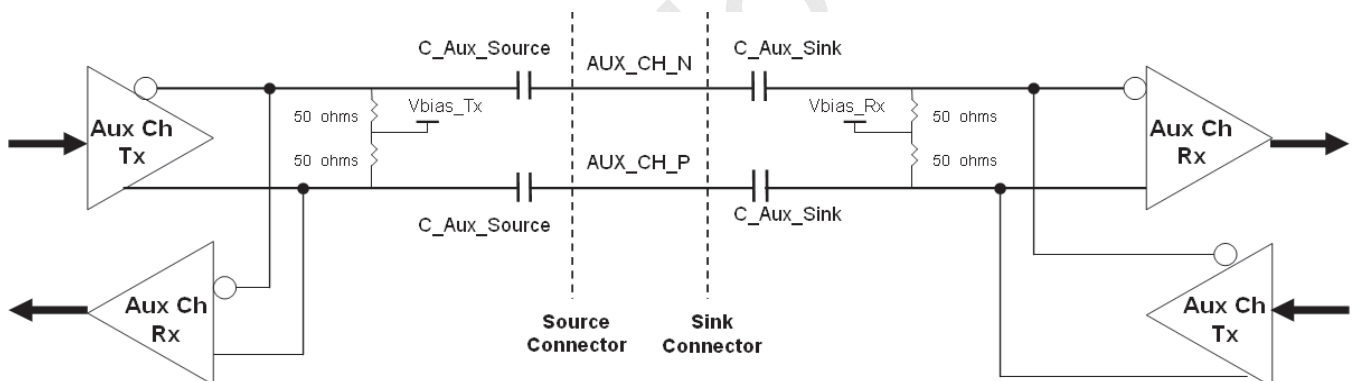 C_Aux_Source
AUX_CH_N
C_Aux_Sink
Aux Ch
Tx
50 ohms
Vbias_Tx
50 ohms
Vbias_Rx
50 ohms
50 ohms
Aux Ch
Rx
AUX_CH_P
C_Aux_Source
C_Aux_Sink
Aux Ch
Rx
Source
Connector
Sink
Connector
Aux Ch
Tx